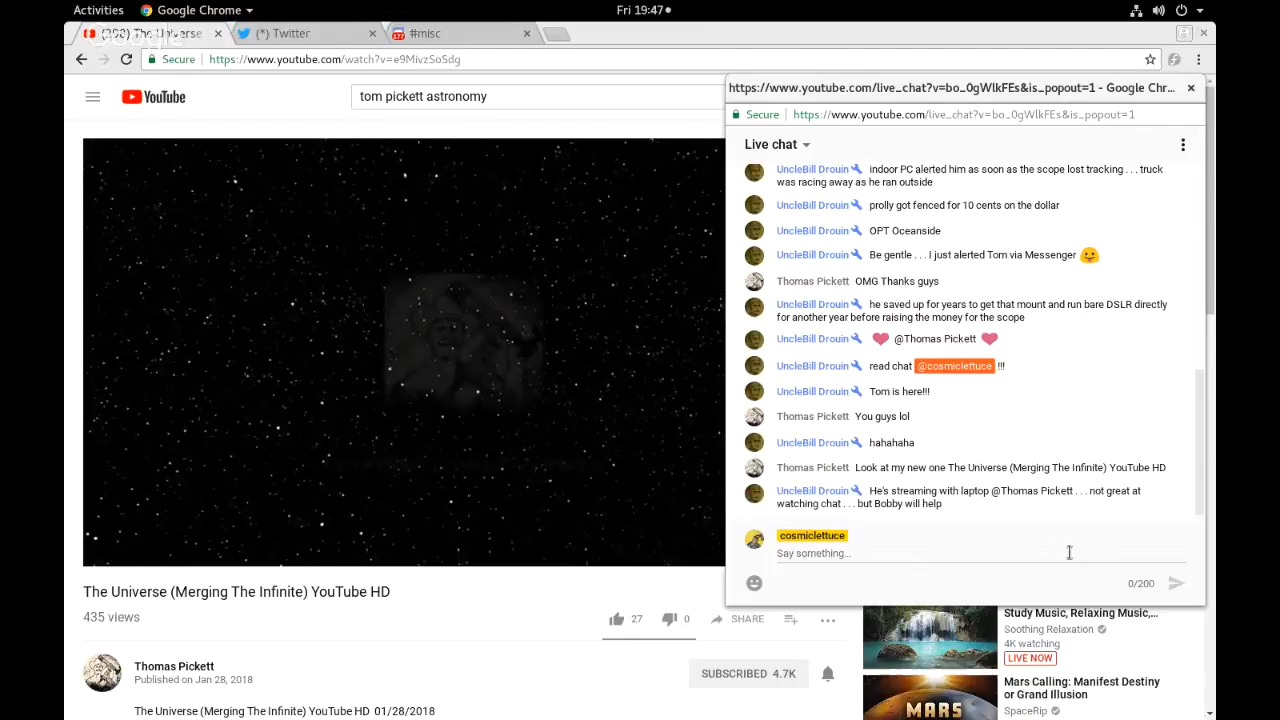 Activities
Google Chrome
Fri 19:47
The Universe
(*) Twitter
#misc
Google
Secure
https://www.youtube.com/watch?v=e9MivzSoSdg
YouTube
tom pickett astronomy
https://www.youtube.com/live_chat?v=bo_0gWlkFEs&is_popout=1 - Google Chr...
Secure
https://www.youtube.com/live_chat?v=bo_0gWlkFEs&is_popout=1
Live chat
UncleBill Drouin indoor PC alerted him as soon as the scope lost tracking . . . truck
was racing away as he ran outside
UncleBill Drouin prolly got fenced for 10 cents on the dollar
UncleBill Drouin OPT Oceanside
UncleBill Drouin Be gentle . . . I just alerted Tom via Messenger
Thomas Pickett OMG Thanks guys
UncleBill Drouin he saved up for years to get that mount and run bare DSLR directly
for another year before raising the money for the scope
UncleBill Drouin @Thomas Pickett
UncleBill Drouin read chat @cosmiclettuce !!!
UncleBill Drouin Tom is here!!!
Thomas Pickett You guys lol
UncleBill Drouin hahahaha
Thomas Pickett Look at my new one The Universe (Merging The Infinite) YouTube HD
UncleBill Drouin He's streaming with laptop @Thomas Pickett . . . not great at
watching chat . . . but Bobby will help
cosmiclettuce
Say something...
0/200
The Universe (Merging The Infinite) YouTube HD
435 views
27
0
SHARE
Thomas Pickett
Published on Jan 28, 2018
SUBSCRIBED 4.7K
The Universe (Merging The Infinite) YouTube HD 01/28/2018
Study Music, Relaxing Music,...
Soothing Relaxation
4K watching
LIVE NOW
Mars Calling: Manifest Destiny
or Grand Illusion
SpaceRip
MARS